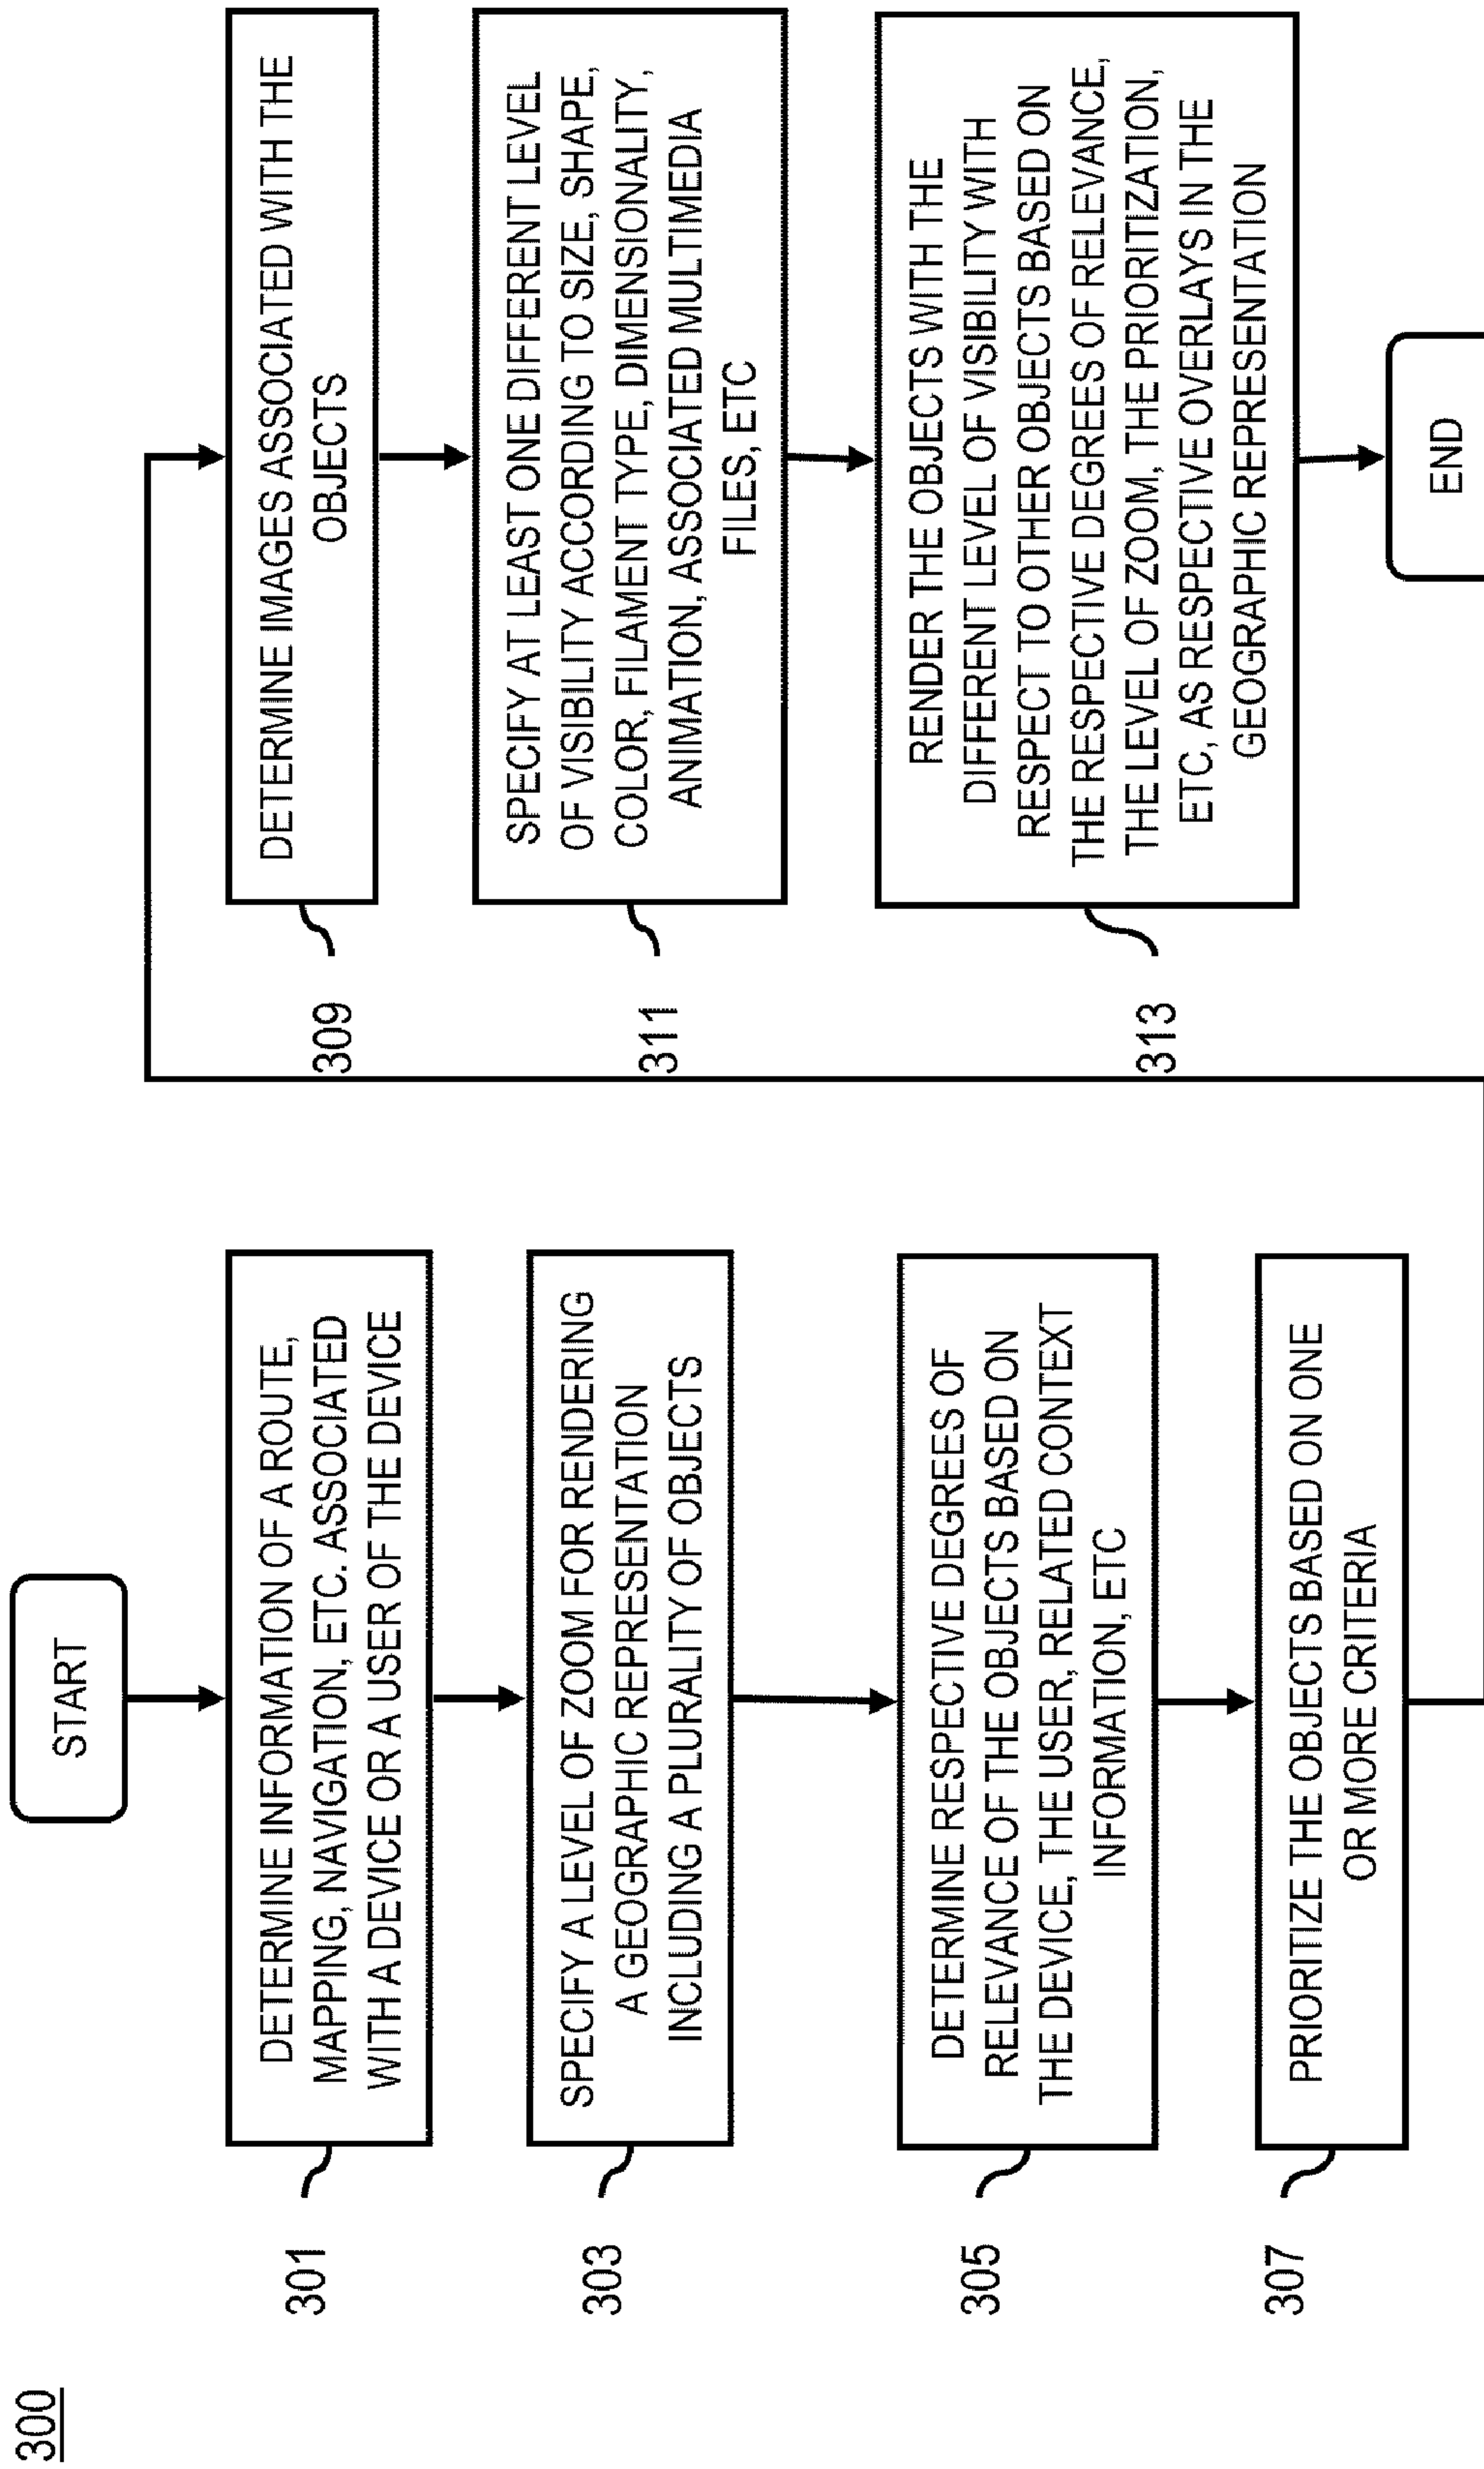 300
START
301
DETERMINE INFORMATION OF A ROUTE,
MAPPING, NAVIGATION, ETC. ASSOCIATED
WITH A DEVICE OR A USER OF THE DEVICE
303
SPECIFY A LEVEL OF ZOOM FOR RENDERING
A GEOGRAPHIC REPRESENTATION
INCLUDING A PLURALITY OF OBJECTS
305
DETERMINE RESPECTIVE DEGREES OF
RELEVANCE OF THE OBJECTS BASED ON
THE DEVICE, THE USER, RELATED CONTEXT
INFORMATION, ETC
307
PRIORITIZE THE OBJECTS BASED ON ONE
OR MORE CRITERIA
309
DETERMINE IMAGES ASSOCIATED WITH THE
OBJECTS
311
SPECIFY AT LEAST ONE DIFFERENT LEVEL
OF VISIBILITY ACCORDING TO SIZE, SHAPE,
COLOR, FILAMENT TYPE, DIMENSIONALITY,
ANIMATION, ASSOCIATED MULTIMEDIA
FILES, ETC
313
RENDER THE OBJECTS WITH THE
DIFFERENT LEVEL OF VISIBILITY WITH
RESPECT TO OTHER OBJECTS BASED ON
THE RESPECTIVE DEGREES OF RELEVANCE,
THE LEVEL OF ZOOM, THE PRIORITIZATION,
ETC, AS RESPECTIVE OVERLAYS IN THE
GEOGRAPHIC REPRESENTATION
END